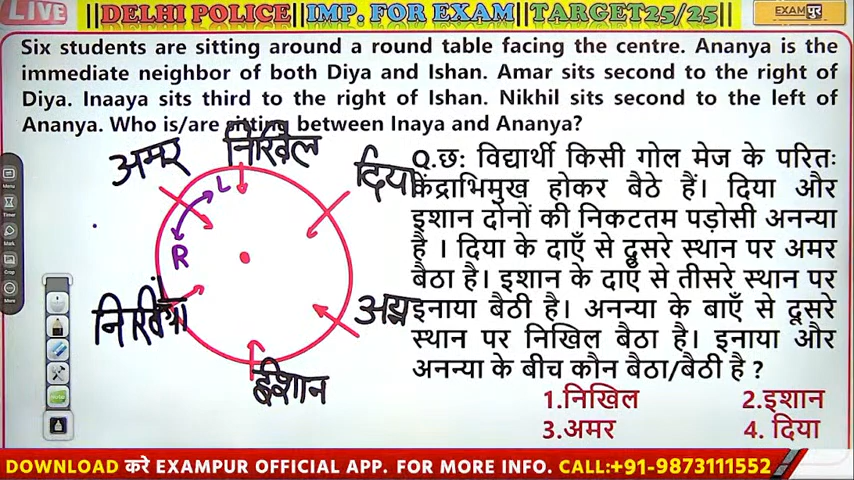 LIVE
||DELHI POLICE||IMP. FOR EXAM||TARGET25/25||
EXAMपुर
Six students are sitting around a round table facing the centre. Ananya is the
immediate neighbor of both Diya and Ishan. Amar sits second to the right of
Diya. Inaaya sits third to the right of Ishan. Nikhil sits second to the left of
Ananya. Who is/are sitting between Inaya and Ananya?
Q.छ: विद्यार्थी किसी गोल मेज के परितः
केंद्राभिमुख होकर बैठे हैं। दिया और
इशान दोनों की निकटतम पड़ोसी अनन्या
है । दिया के दाएँ से दूसरे स्थान पर अमर
बैठा है। इशान के दाएँ से तीसरे स्थान पर
इनाया बैठी है। अनन्या के बाएँ से दूसरे
स्थान पर निखिल बैठा है। इनाया और
अनन्या के बीच कौन बैठा/बैठी है ?
1.निखिल 2.इशान
3.अमर 4. दिया
अमर
निखिल
दिया
L
R
इशान
Menu
Timer
Mark
Crop
More
DOWNLOAD करे EXAMPUR OFFICIAL APP. FOR MORE INFO. CALL:+91-9873111552